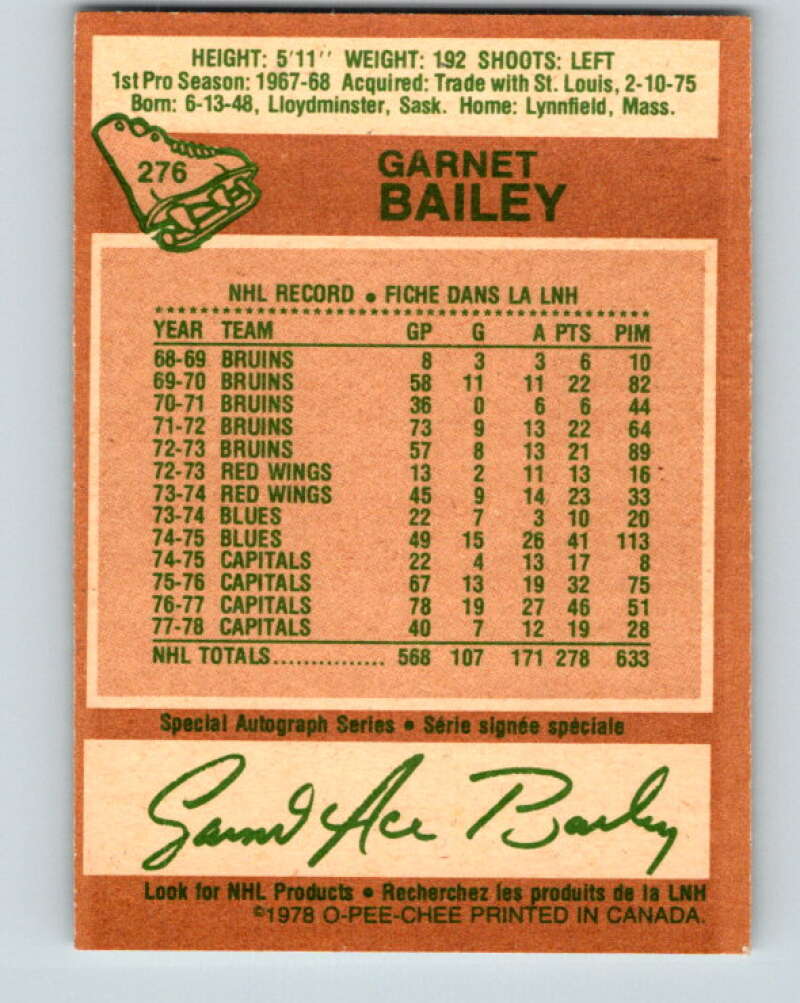 HEIGHT: 5'11'' WEIGHT: 192 SHOOTS: LEFT
1st Pro Season: 1967-68 Acquired: Trade with St. Louis, 2-10-75
Born: 6-13-48, Lloydminster, Sask. Home: Lynnfield, Mass.
276
GARNET
BAILEY
NHL RECORD • FICHE DANS LA LNH
YEAR TEAM GP G A PTS PIM
68-69 BRUINS 8 3 3 6 10
69-70 BRUINS 58 11 11 22 82
70-71 BRUINS 36 0 6 6 44
71-72 BRUINS 73 9 13 22 64
72-73 BRUINS 57 8 13 21 89
72-73 RED WINGS 13 2 11 13 16
73-74 RED WINGS 45 9 14 23 33
73-74 BLUES 22 7 3 10 20
74-75 BLUES 49 15 26 41 113
74-75 CAPITALS 22 4 13 17 8
75-76 CAPITALS 67 13 19 32 75
76-77 CAPITALS 78 19 27 46 51
77-78 CAPITALS 40 7 12 19 28
NHL TOTALS............... 568 107 171 278 633
Special Autograph Series • Série signée spéciale
Garnet Ace Bailey
Look for NHL Products • Recherchez les produits de la LNH
©1978 O-PEE-CHEE PRINTED IN CANADA.